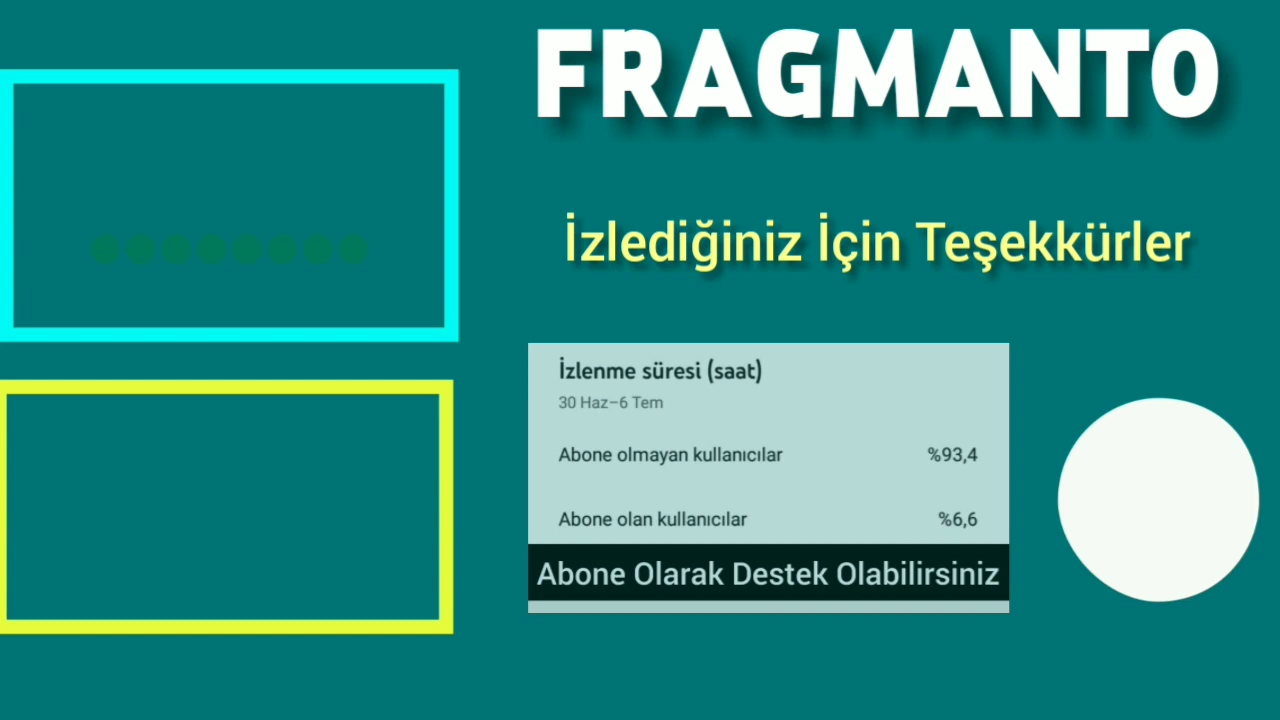 FRAGMANTO
İzlediğiniz İçin Teşekkürler
İzlenme süresi (saat)
30 Haz–6 Tem
Abone olmayan kullanıcılar %93,4
Abone olan kullanıcılar %6,6
Abone Olarak Destek Olabilirsiniz